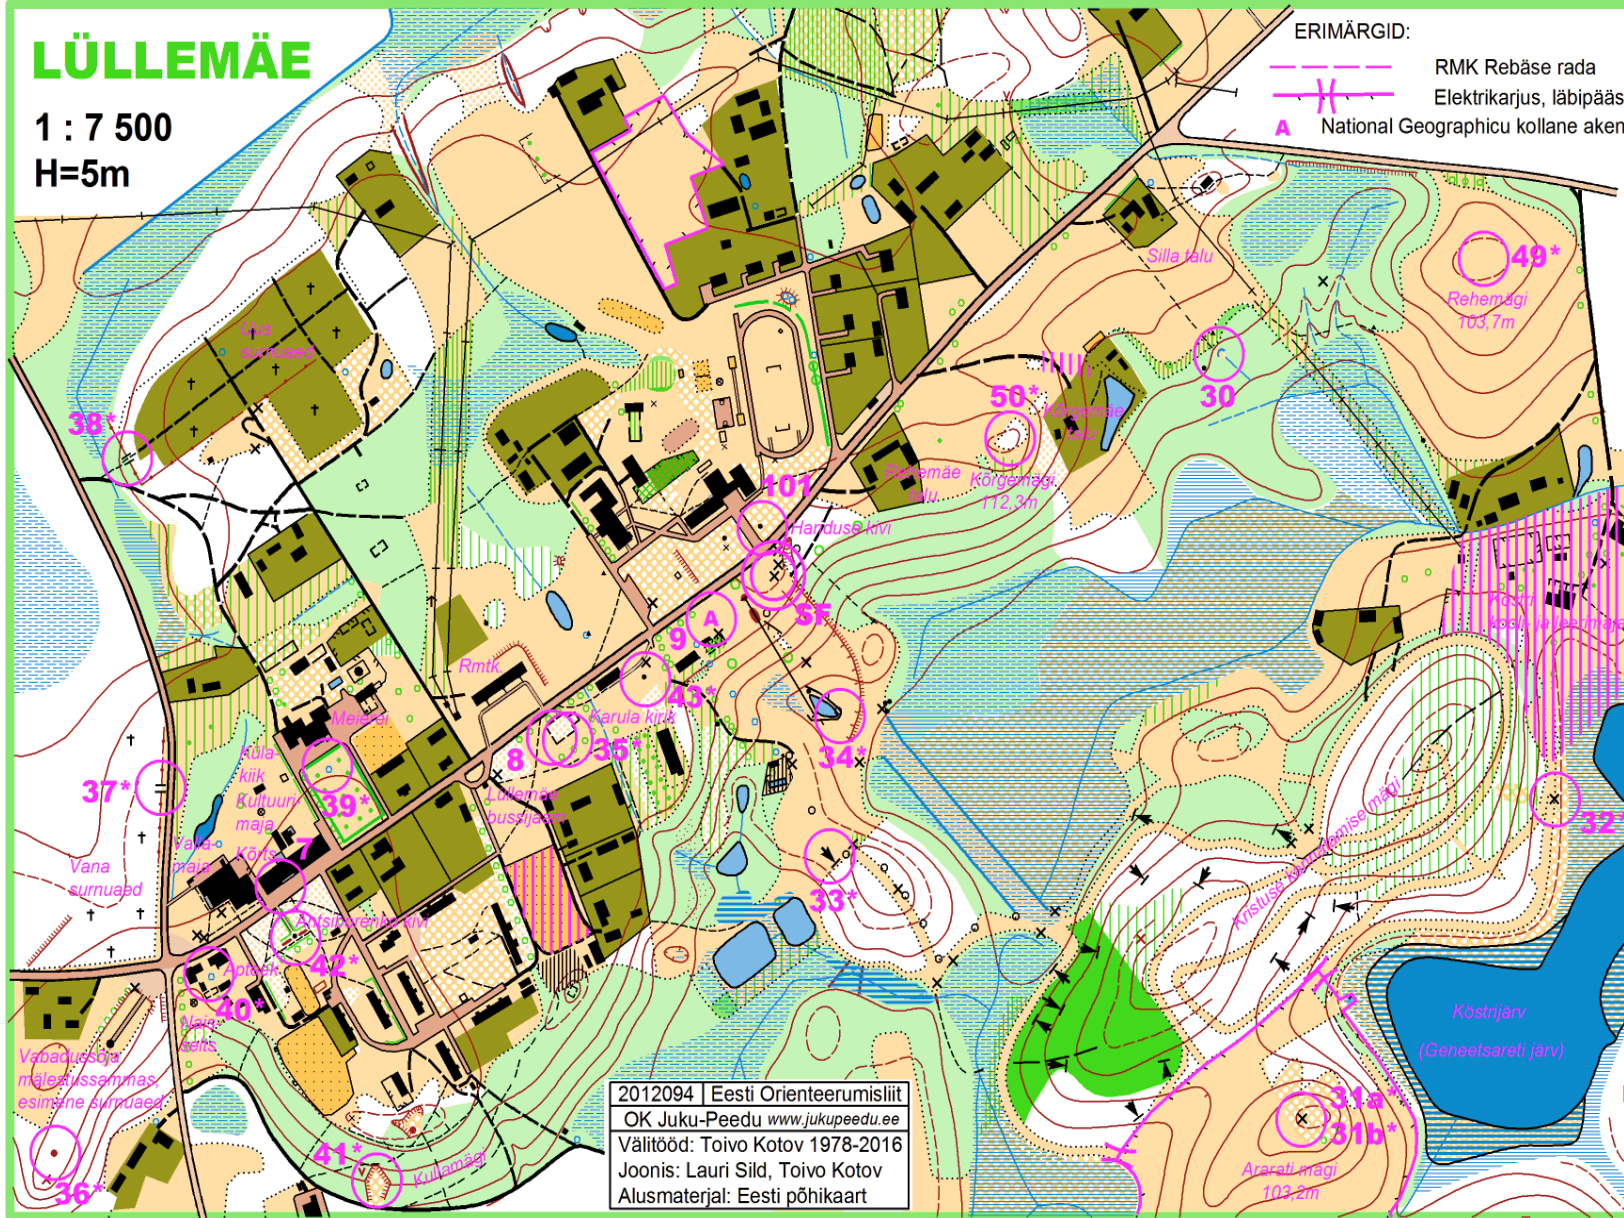 LÜLLEMÄE
1 : 7 500
H=5m
ERIMÄRGID:
RMK Rebäse rada
Elektrikarjus, läbipääs
A National Geographicu kollane aken
Silla talu
49*
Rehemägi
103,7m
Uus
surnuaed
38*
30
50*
Kõrgemäe
talu
Kõrgemägi
112,3m
Rehemäe
talu
101
Handuse kivi
SF
A
9
43*
Karula kirik
Rmtk.
8
35*
34*
Lüllemäe
bussijaam
Meierei
Küla-
kiik
Kultuuri-
maja
39*
37*
Valla-
maja
Kõrts
7
Vana
surnuaed
33*
32*
Kristuse kummardamise mägi
Antsiborenko kivi
42*
Apteek
40*
Nais-
selts
Vabadussõja
mälestussammas,
esimene surnuaed
36*
41*
Kullamägi
Köstrijärv
(Geneetsareti järv)
31a*
31b*
Ararati mägi
103,2m
2012094 Eesti Orienteerumisliit
OK Juku-Peedu www.jukupeedu.ee
Välitööd: Toivo Kotov 1978-2016
Joonis: Lauri Sild, Toivo Kotov
Alusmaterjal: Eesti põhikaart